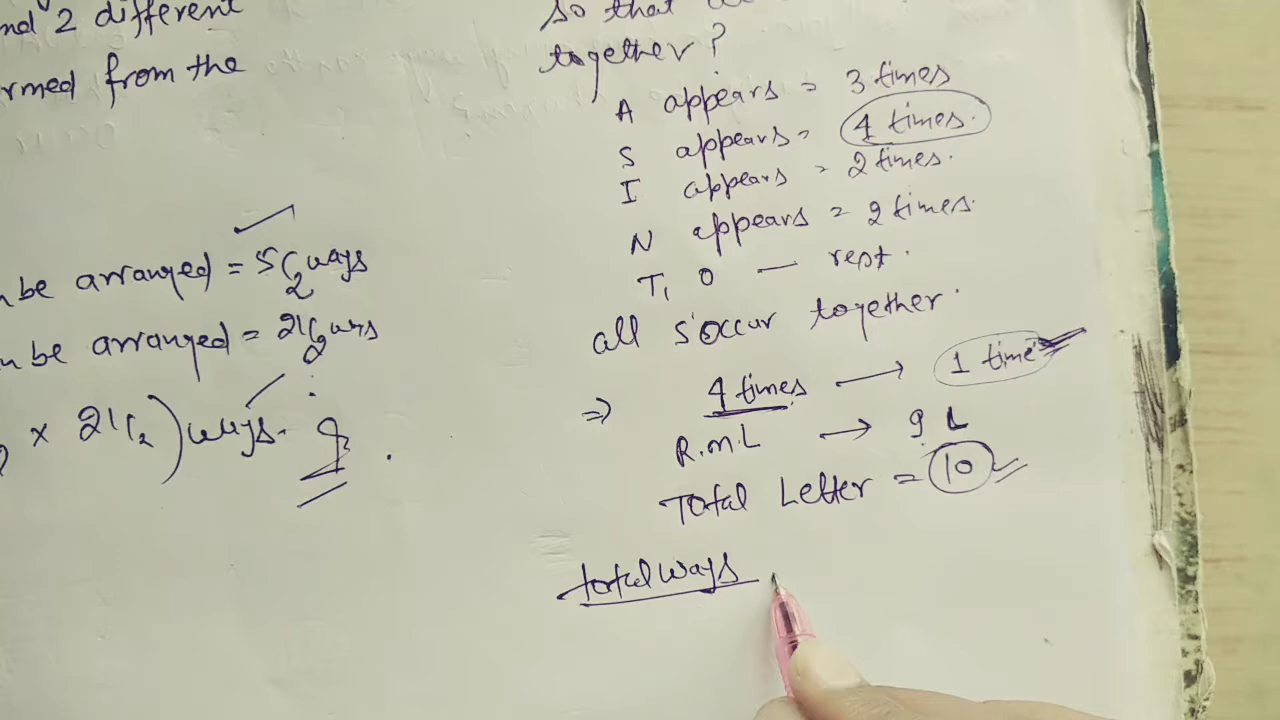 nd 2 different
rmed from the
be arranged = 5C2 ways
be arranged = 21C2 ways
× 21C2) ways.
So that
together?
A appears = 3 times
S appears = 4 times.
I appears = 2 times.
N appears = 2 times.
T, O — rest.
all S' occur together.
⇒ 4 times → 1 time
R.m.L → 9 L
Total Letter = 10
total ways